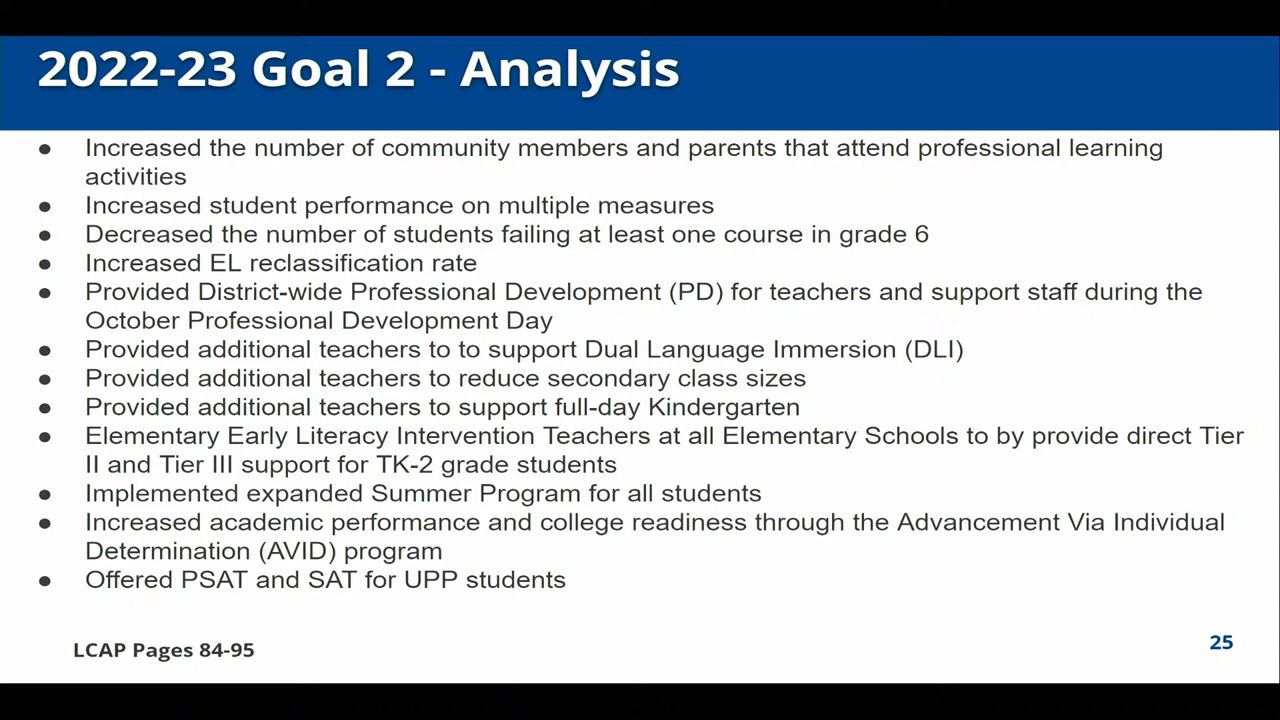 2022-23 Goal 2 - Analysis
● Increased the number of community members and parents that attend professional learning
activities
● Increased student performance on multiple measures
● Decreased the number of students failing at least one course in grade 6
● Increased EL reclassification rate
● Provided District-wide Professional Development (PD) for teachers and support staff during the
October Professional Development Day
● Provided additional teachers to to support Dual Language Immersion (DLI)
● Provided additional teachers to reduce secondary class sizes
● Provided additional teachers to support full-day Kindergarten
● Elementary Early Literacy Intervention Teachers at all Elementary Schools to by provide direct Tier
II and Tier III support for TK-2 grade students
● Implemented expanded Summer Program for all students
● Increased academic performance and college readiness through the Advancement Via Individual
Determination (AVID) program
● Offered PSAT and SAT for UPP students
LCAP Pages 84-95
25